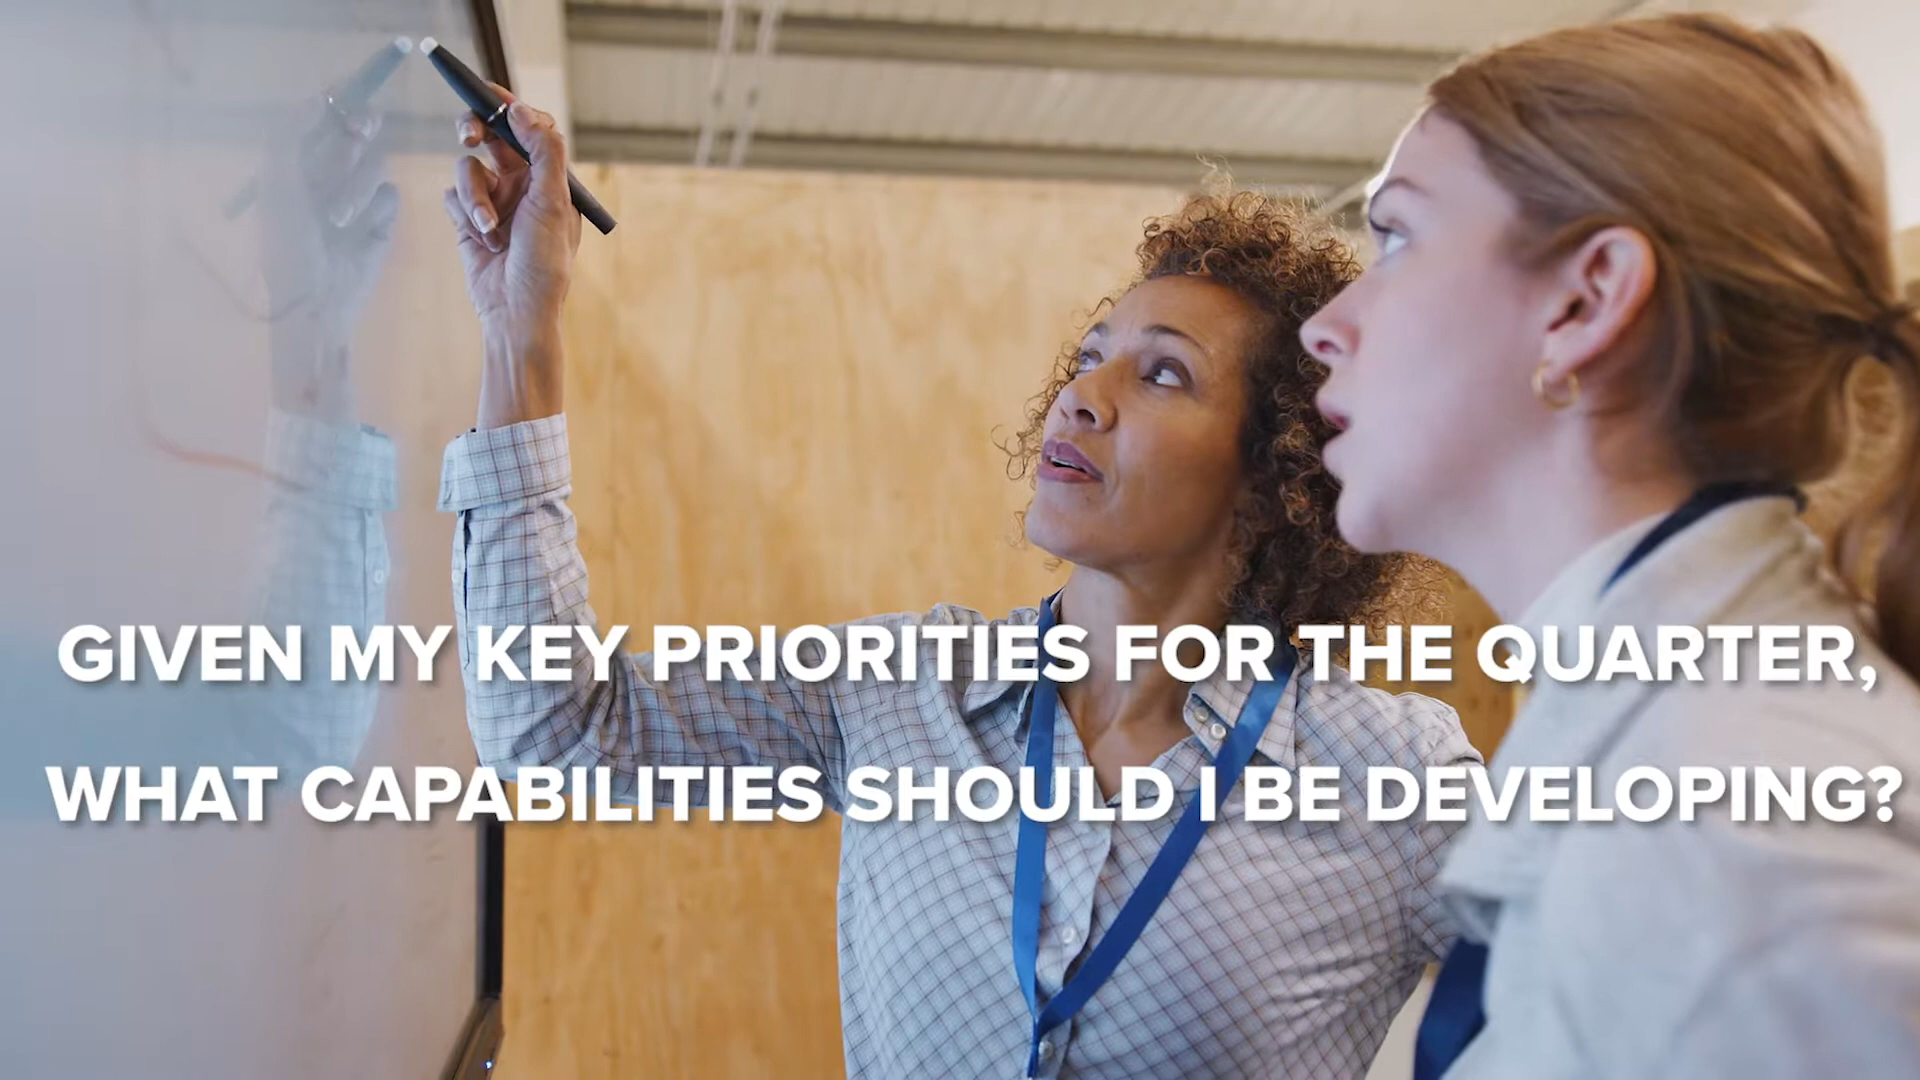 GIVEN MY KEY PRIORITIES FOR THE QUARTER,
WHAT CAPABILITIES SHOULD I BE DEVELOPING?